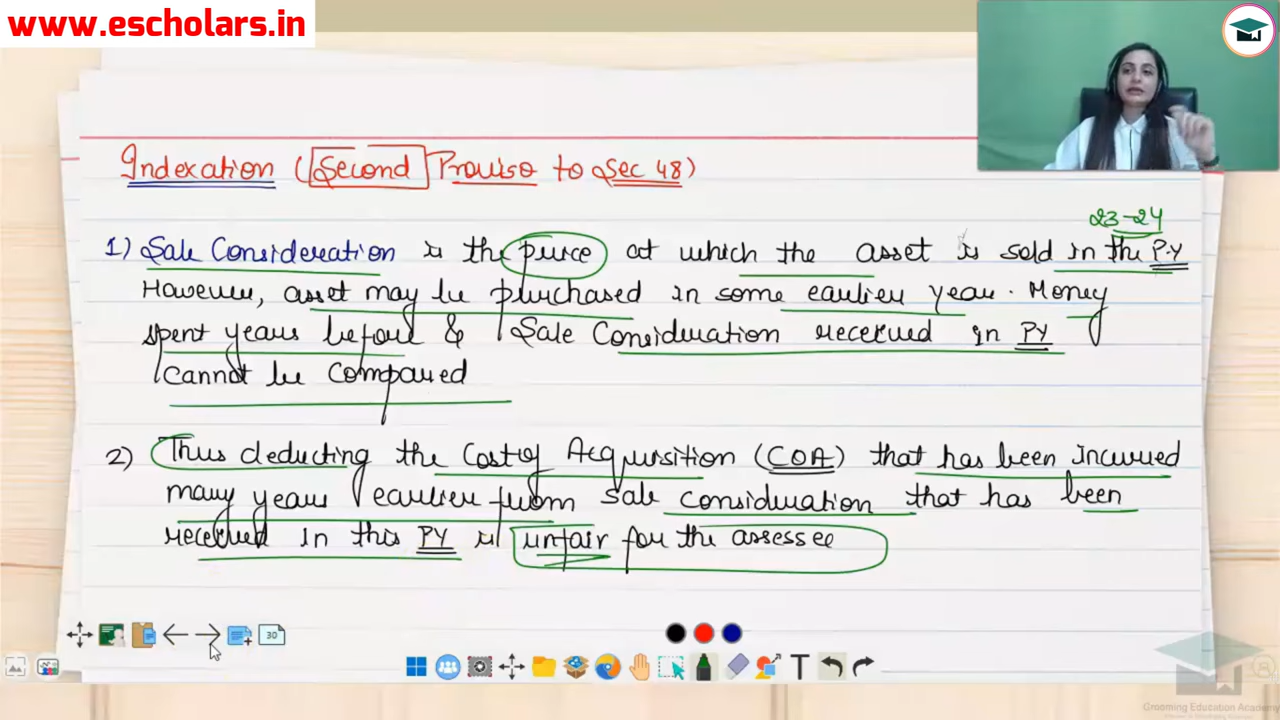 www.escholars.in
Indexation (Second Proviso to Sec 48)
23-24
1) Sale Consideration is the price at which the asset is sold in the P.Y
However, asset may be purchased in some earlier year. Money
spent years before & Sale Consideration received in PY
cannot be compared
2) Thus deducting the Cost of Acquisition (COA) that has been incurred
many years earlier from sale consideration that has been
received in this PY is unfair for the assessee
30
T
Grooming Education Academy